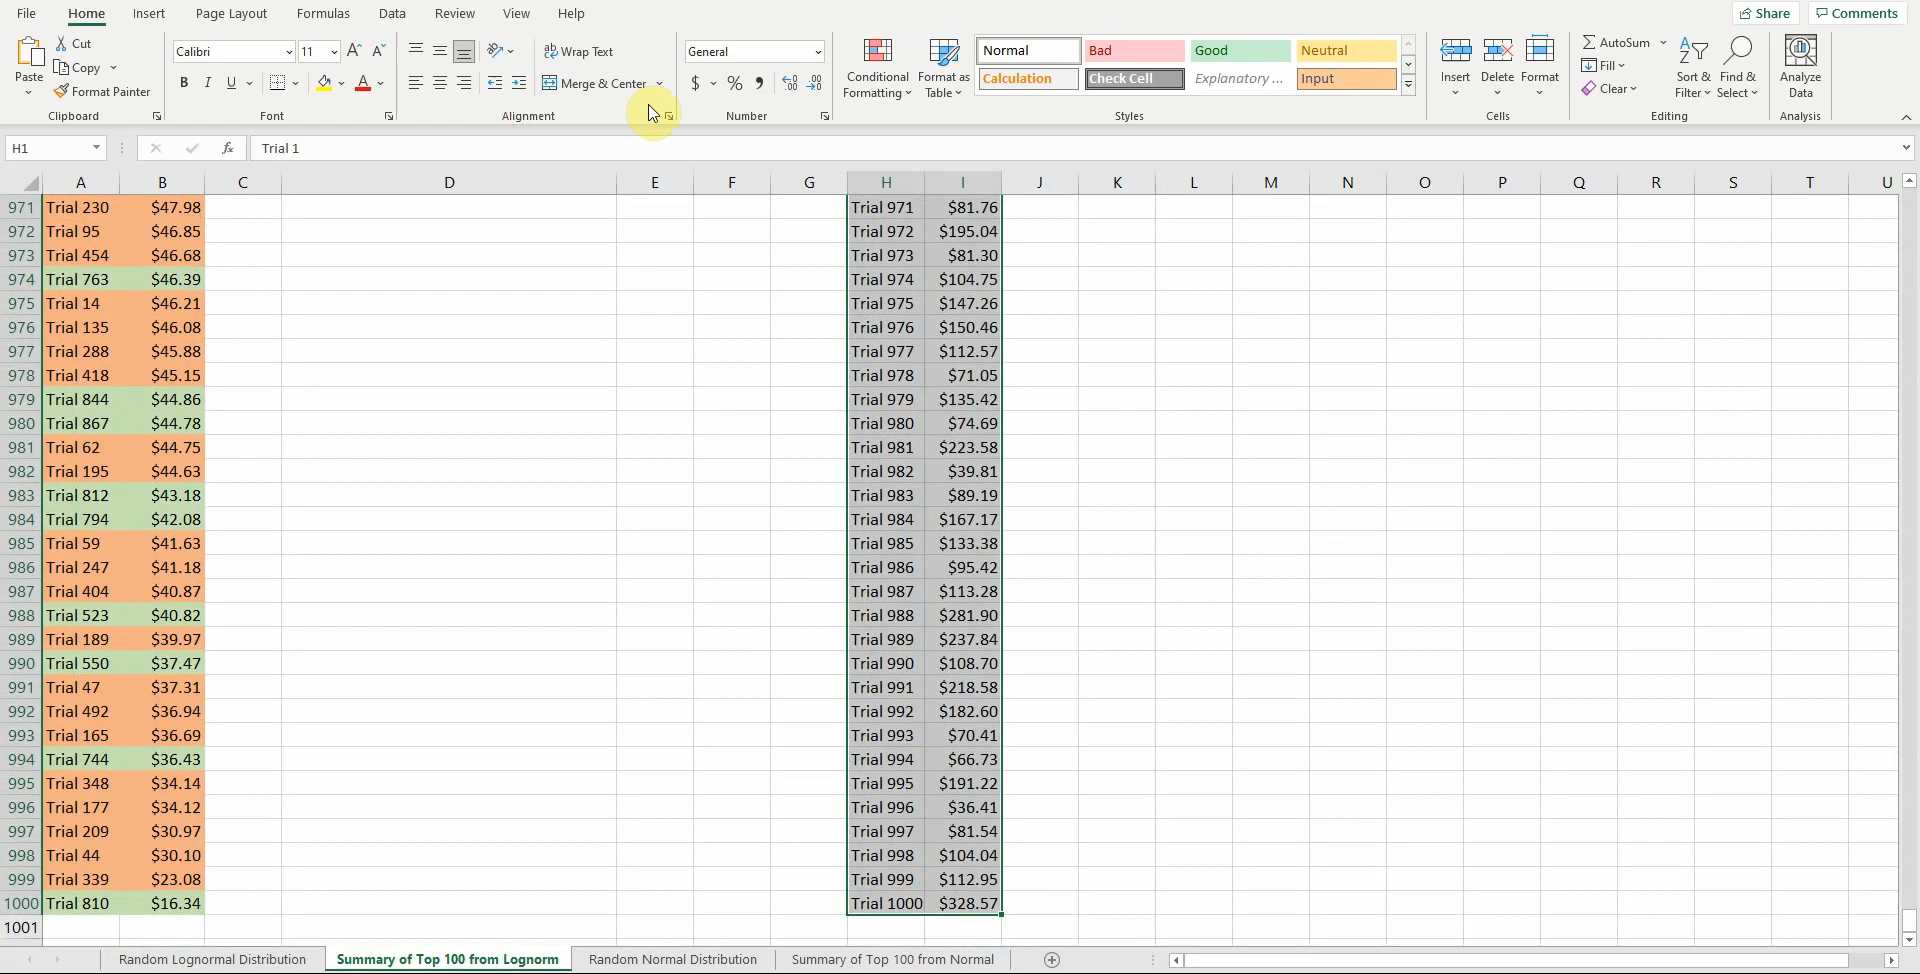 File Home Insert Page Layout Formulas Data Review View Help Share Comments
Paste Cut Copy Format Painter Clipboard
Calibri 11 A A B I U A Font
ab Wrap Text Merge & Center Alignment
General $ % , Number
Conditional Formatting Format as Table
Normal Bad Good Neutral
Calculation Check Cell Explanatory ... Input
Styles
Insert Delete Format Cells
AutoSum Fill Clear Sort & Filter Find & Select Editing
Analyze Data Analysis
H1 fx Trial 1
A B C D E F G H I J K L M N O P Q R S T U
971 Trial 230 $47.98 Trial 971 $81.76
972 Trial 95 $46.85 Trial 972 $195.04
973 Trial 454 $46.68 Trial 973 $81.30
974 Trial 763 $46.39 Trial 974 $104.75
975 Trial 14 $46.21 Trial 975 $147.26
976 Trial 135 $46.08 Trial 976 $150.46
977 Trial 288 $45.88 Trial 977 $112.57
978 Trial 418 $45.15 Trial 978 $71.05
979 Trial 844 $44.86 Trial 979 $135.42
980 Trial 867 $44.78 Trial 980 $74.69
981 Trial 62 $44.75 Trial 981 $223.58
982 Trial 195 $44.63 Trial 982 $39.81
983 Trial 812 $43.18 Trial 983 $89.19
984 Trial 794 $42.08 Trial 984 $167.17
985 Trial 59 $41.63 Trial 985 $133.38
986 Trial 247 $41.18 Trial 986 $95.42
987 Trial 404 $40.87 Trial 987 $113.28
988 Trial 523 $40.82 Trial 988 $281.90
989 Trial 189 $39.97 Trial 989 $237.84
990 Trial 550 $37.47 Trial 990 $108.70
991 Trial 47 $37.31 Trial 991 $218.58
992 Trial 492 $36.94 Trial 992 $182.60
993 Trial 165 $36.69 Trial 993 $70.41
994 Trial 744 $36.43 Trial 994 $66.73
995 Trial 348 $34.14 Trial 995 $191.22
996 Trial 177 $34.12 Trial 996 $36.41
997 Trial 209 $30.97 Trial 997 $81.54
998 Trial 44 $30.10 Trial 998 $104.04
999 Trial 339 $23.08 Trial 999 $112.95
1000 Trial 810 $16.34 Trial 1000 $328.57
1001
Random Lognormal Distribution Summary of Top 100 from Lognorm Random Normal Distribution Summary of Top 100 from Normal